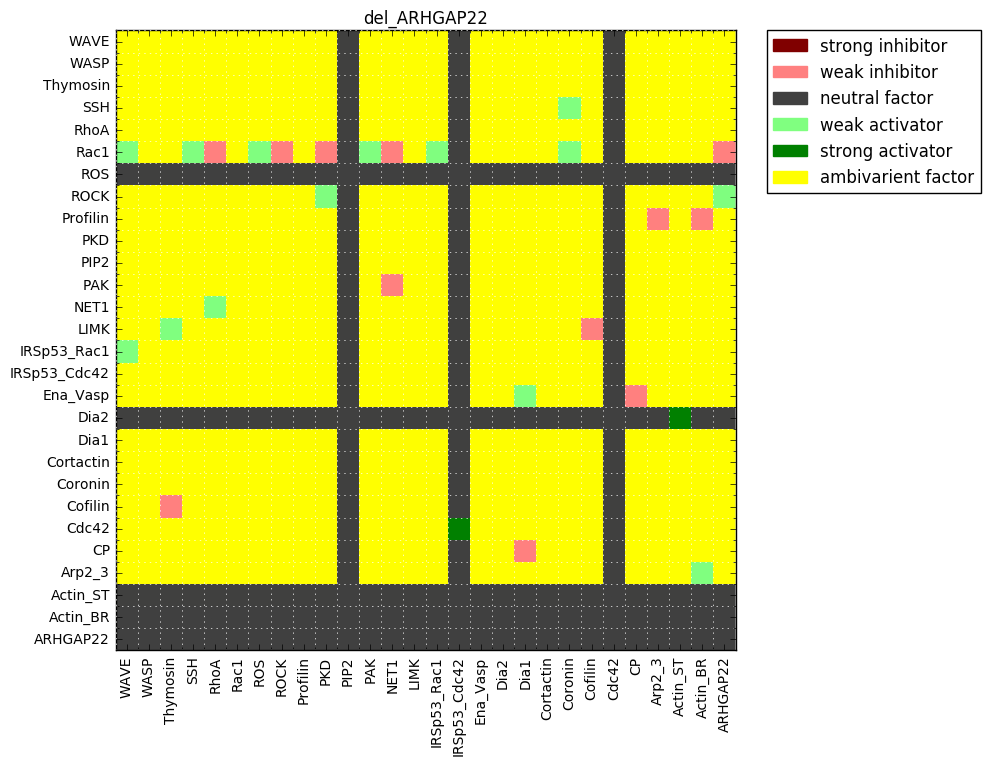 del_ARHGAP22
WAVE
WASP
Thymosin
SSH
RhoA
Rac1
ROS
ROCK
Profilin
PKD
PIP2
PAK
NET1
LIMK
IRSp53_Rac1
IRSp53_Cdc42
Ena_Vasp
Dia2
Dia1
Cortactin
Coronin
Cofilin
Cdc42
CP
Arp2_3
Actin_ST
Actin_BR
ARHGAP22
WAVE
WASP
Thymosin
SSH
RhoA
Rac1
ROS
ROCK
Profilin
PKD
PIP2
PAK
NET1
LIMK
IRSp53_Rac1
IRSp53_Cdc42
Ena_Vasp
Dia2
Dia1
Cortactin
Coronin
Cofilin
Cdc42
CP
Arp2_3
Actin_ST
Actin_BR
ARHGAP22
strong inhibitor
weak inhibitor
neutral factor
weak activator
strong activator
ambivarient factor